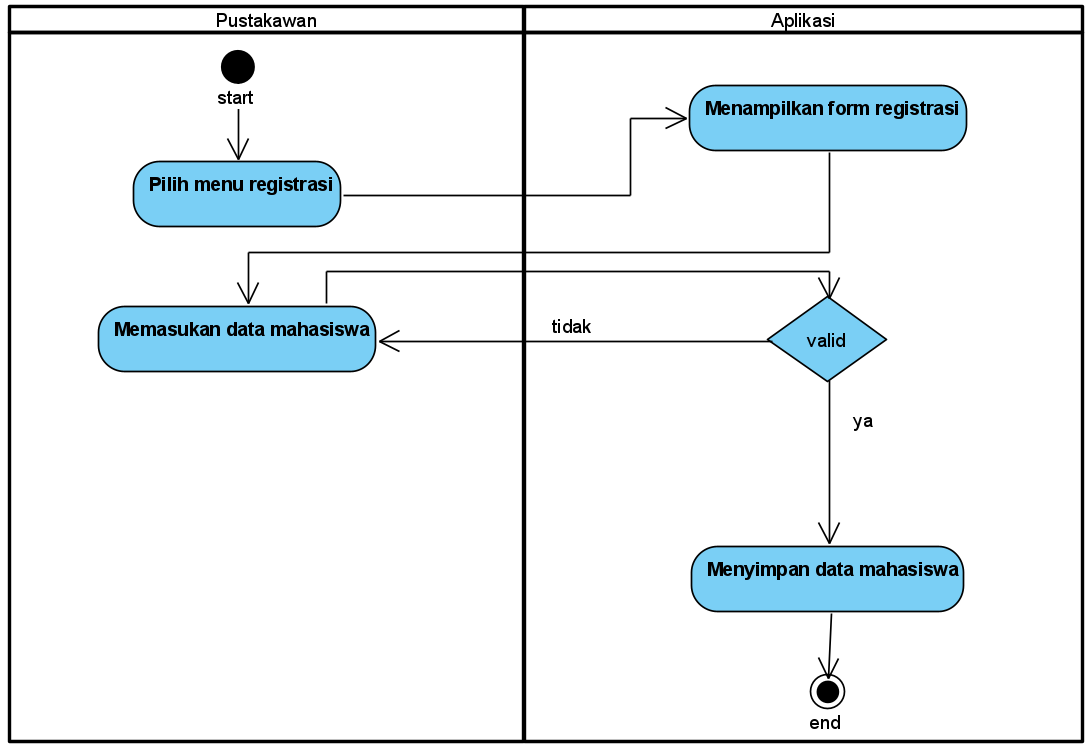 Pustakawan
Aplikasi
start
Menampilkan form registrasi
Pilih menu registrasi
Memasukan data mahasiswa
tidak
valid
ya
Menyimpan data mahasiswa
end